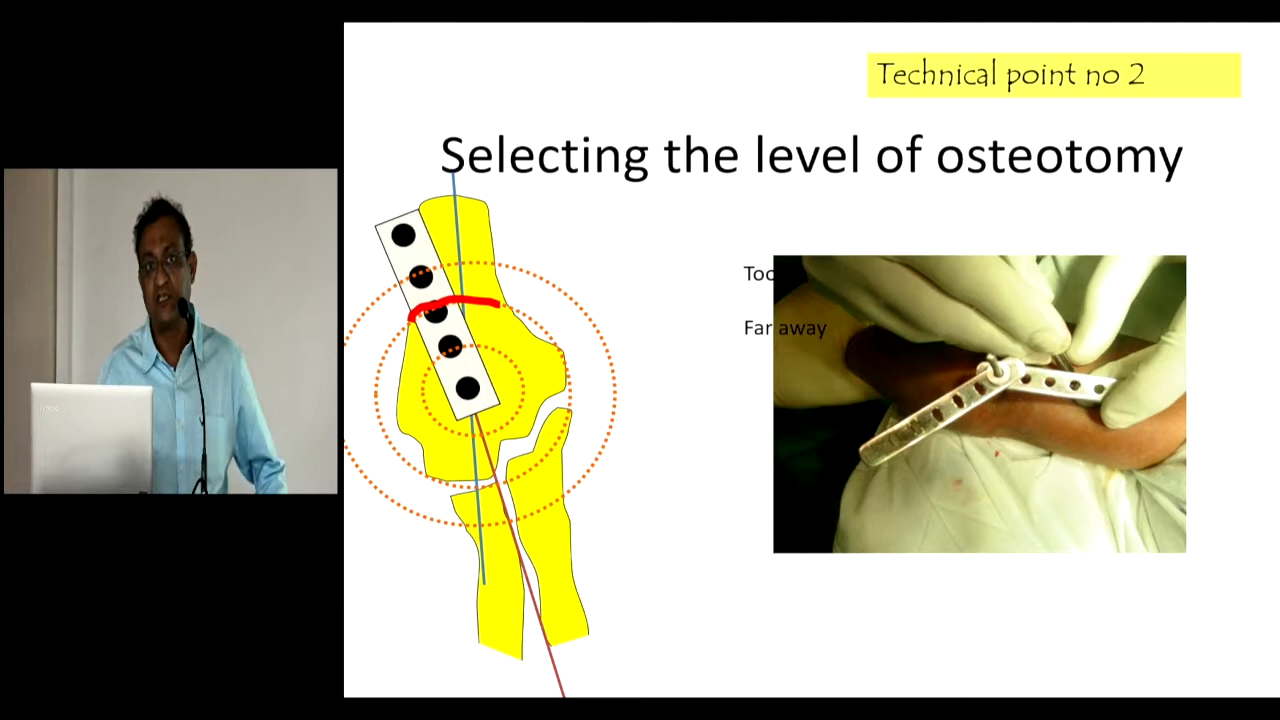 Technical point no 2
Selecting the level of osteotomy
Far away